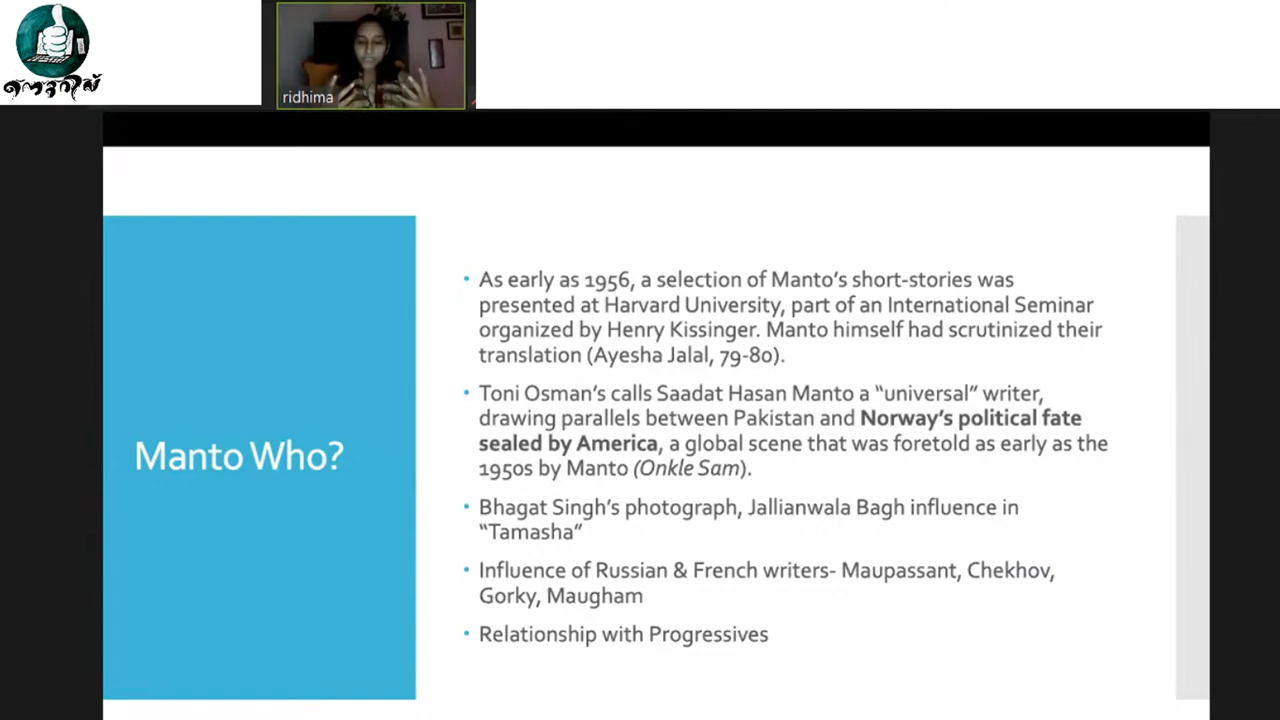 ridhima
Manto Who?
• As early as 1956, a selection of Manto's short-stories was
presented at Harvard University, part of an International Seminar
organized by Henry Kissinger. Manto himself had scrutinized their
translation (Ayesha Jalal, 79-80).
• Toni Osman's calls Saadat Hasan Manto a “universal” writer,
drawing parallels between Pakistan and Norway's political fate
sealed by America, a global scene that was foretold as early as the
1950s by Manto (Onkle Sam).
• Bhagat Singh's photograph, Jallianwala Bagh influence in
“Tamasha”
• Influence of Russian & French writers- Maupassant, Chekhov,
Gorky, Maugham
• Relationship with Progressives